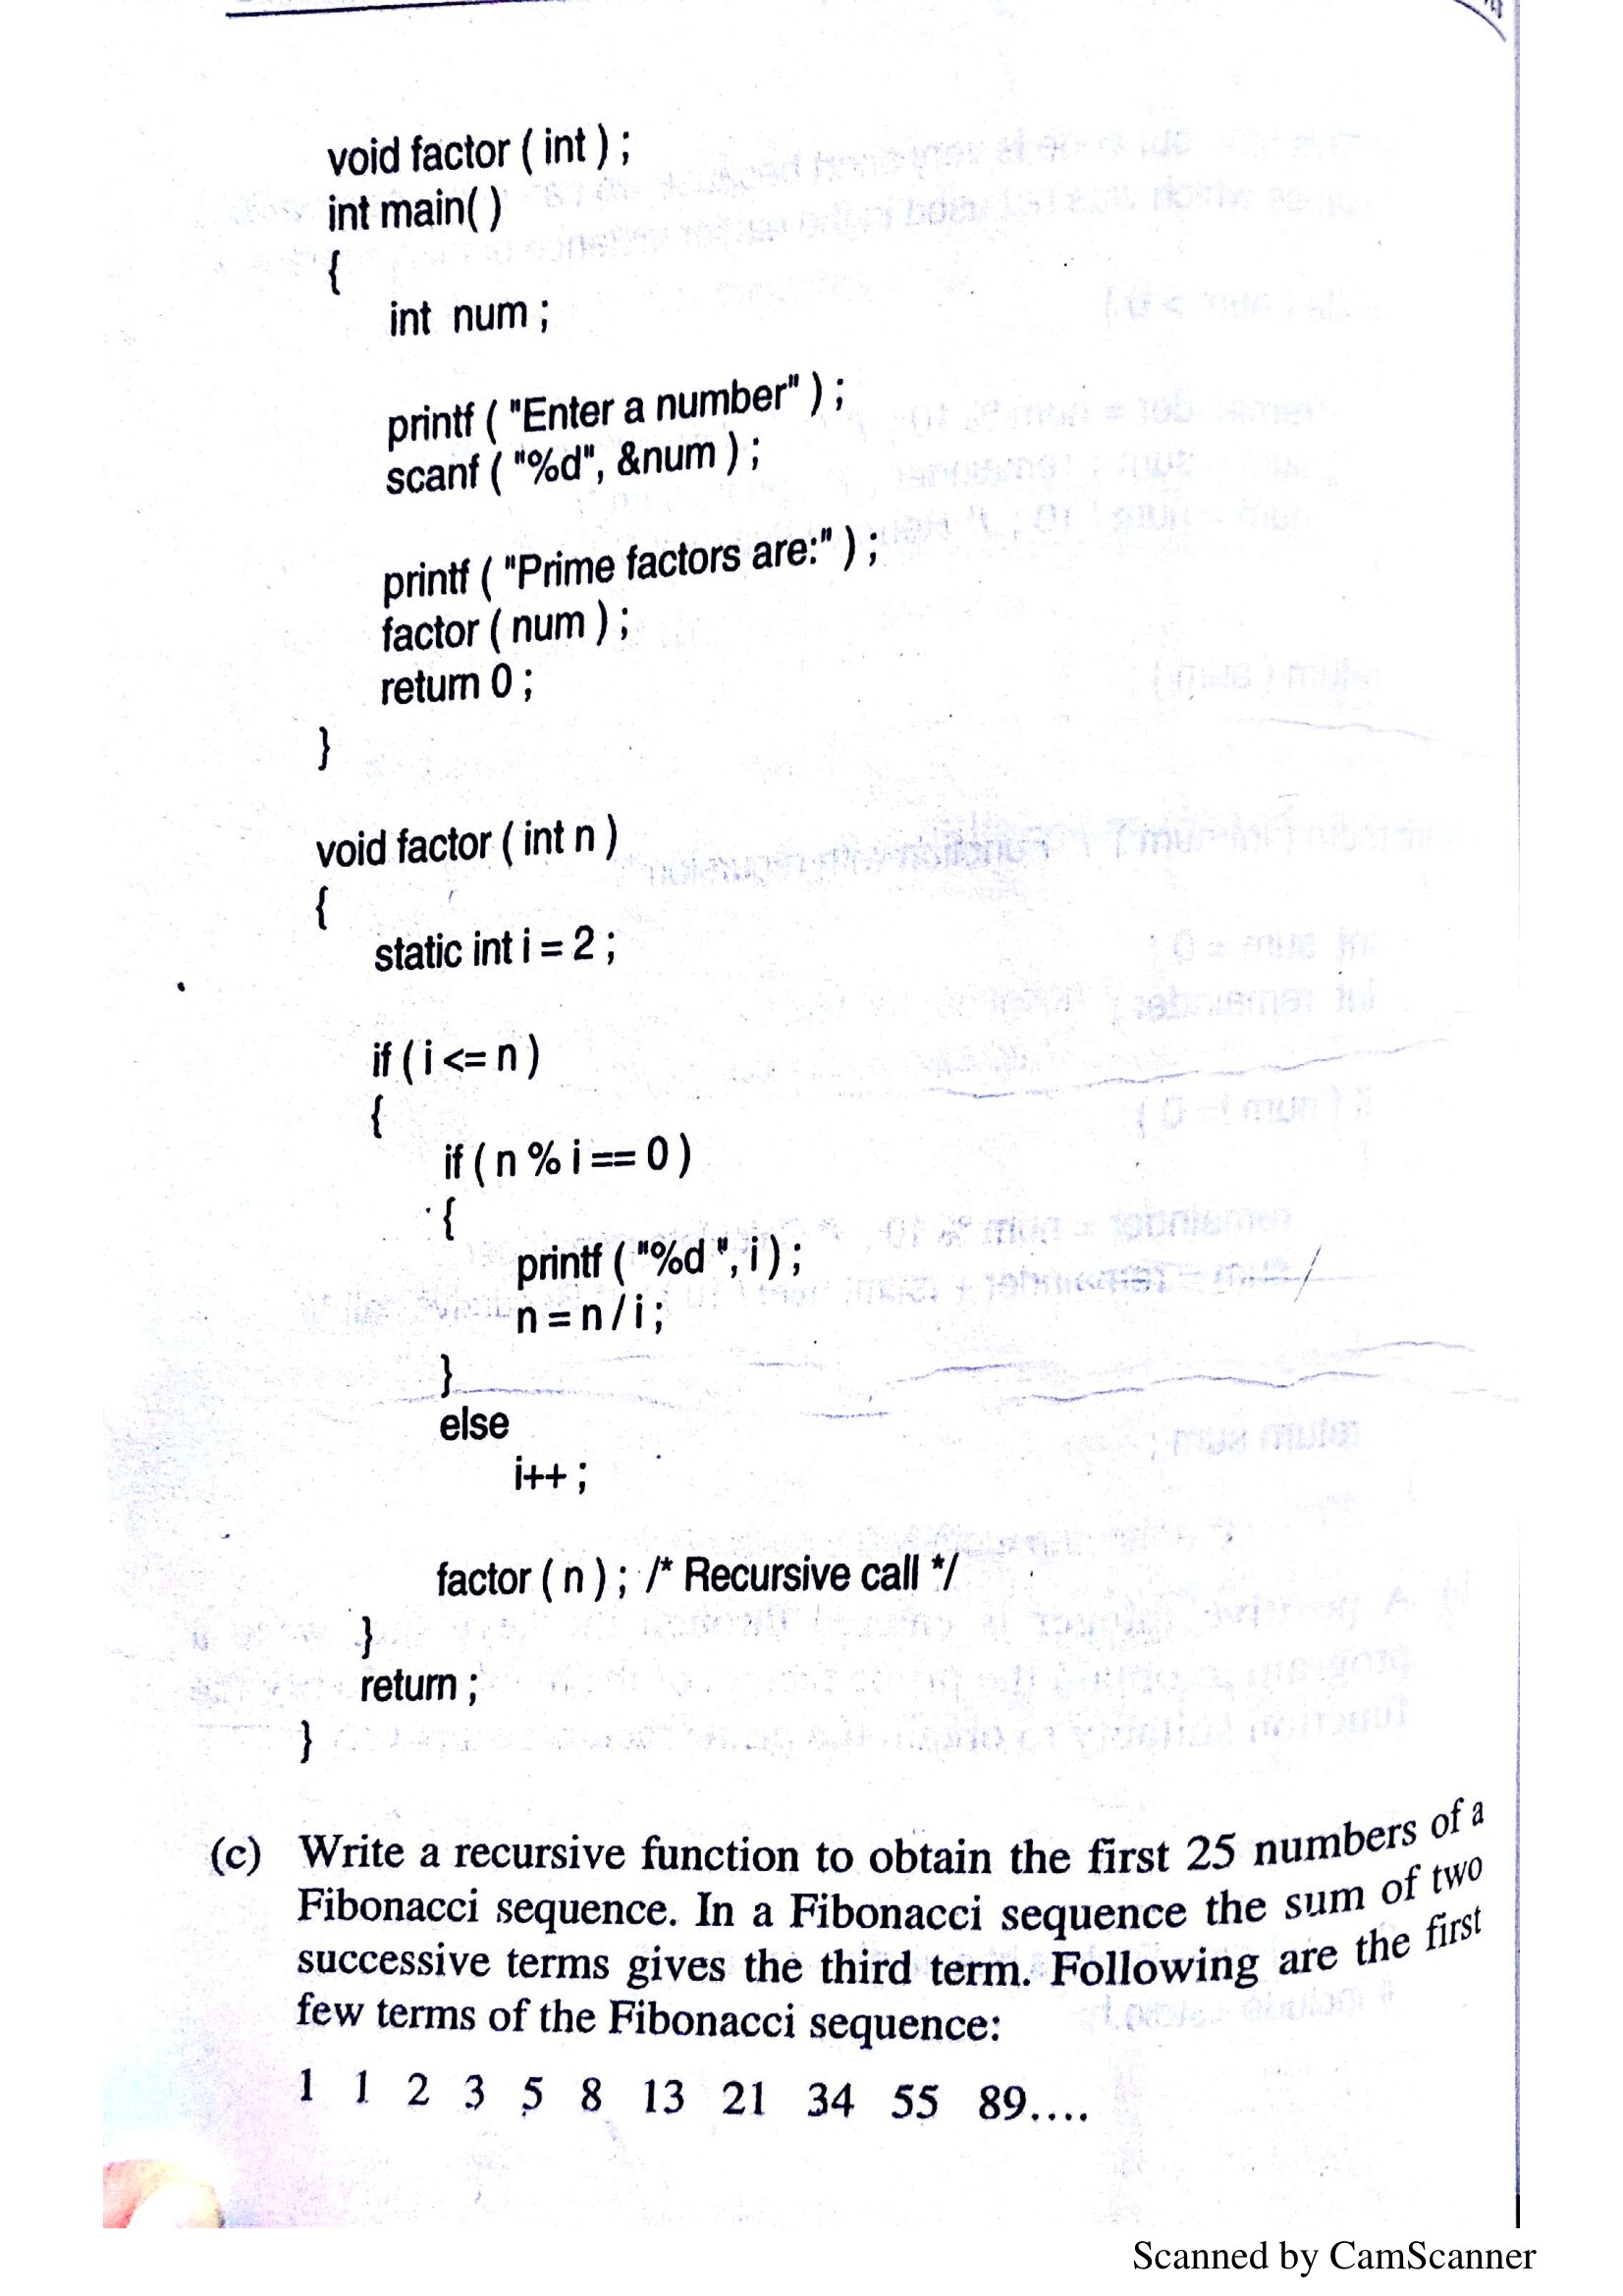 void factor ( int ) ;
int main( )
{
int num ;
printf ( "Enter a number" ) ;
scanf ( "%d", &num ) ;
printf ( "Prime factors are:" ) ;
factor ( num ) ;
return 0 ;
}
void factor ( int n )
{
static int i = 2 ;
if ( i <= n )
{
if ( n % i == 0 )
{
printf ( "%d ", i ) ;
n = n / i ;
}
else
i++ ;
factor ( n ) ; /* Recursive call */
}
return ;
}
(c) Write a recursive function to obtain the first 25 numbers of a
Fibonacci sequence. In a Fibonacci sequence the sum of two
successive terms gives the third term. Following are the first
few terms of the Fibonacci sequence:
1 1 2 3 5 8 13 21 34 55 89....
Scanned by CamScanner